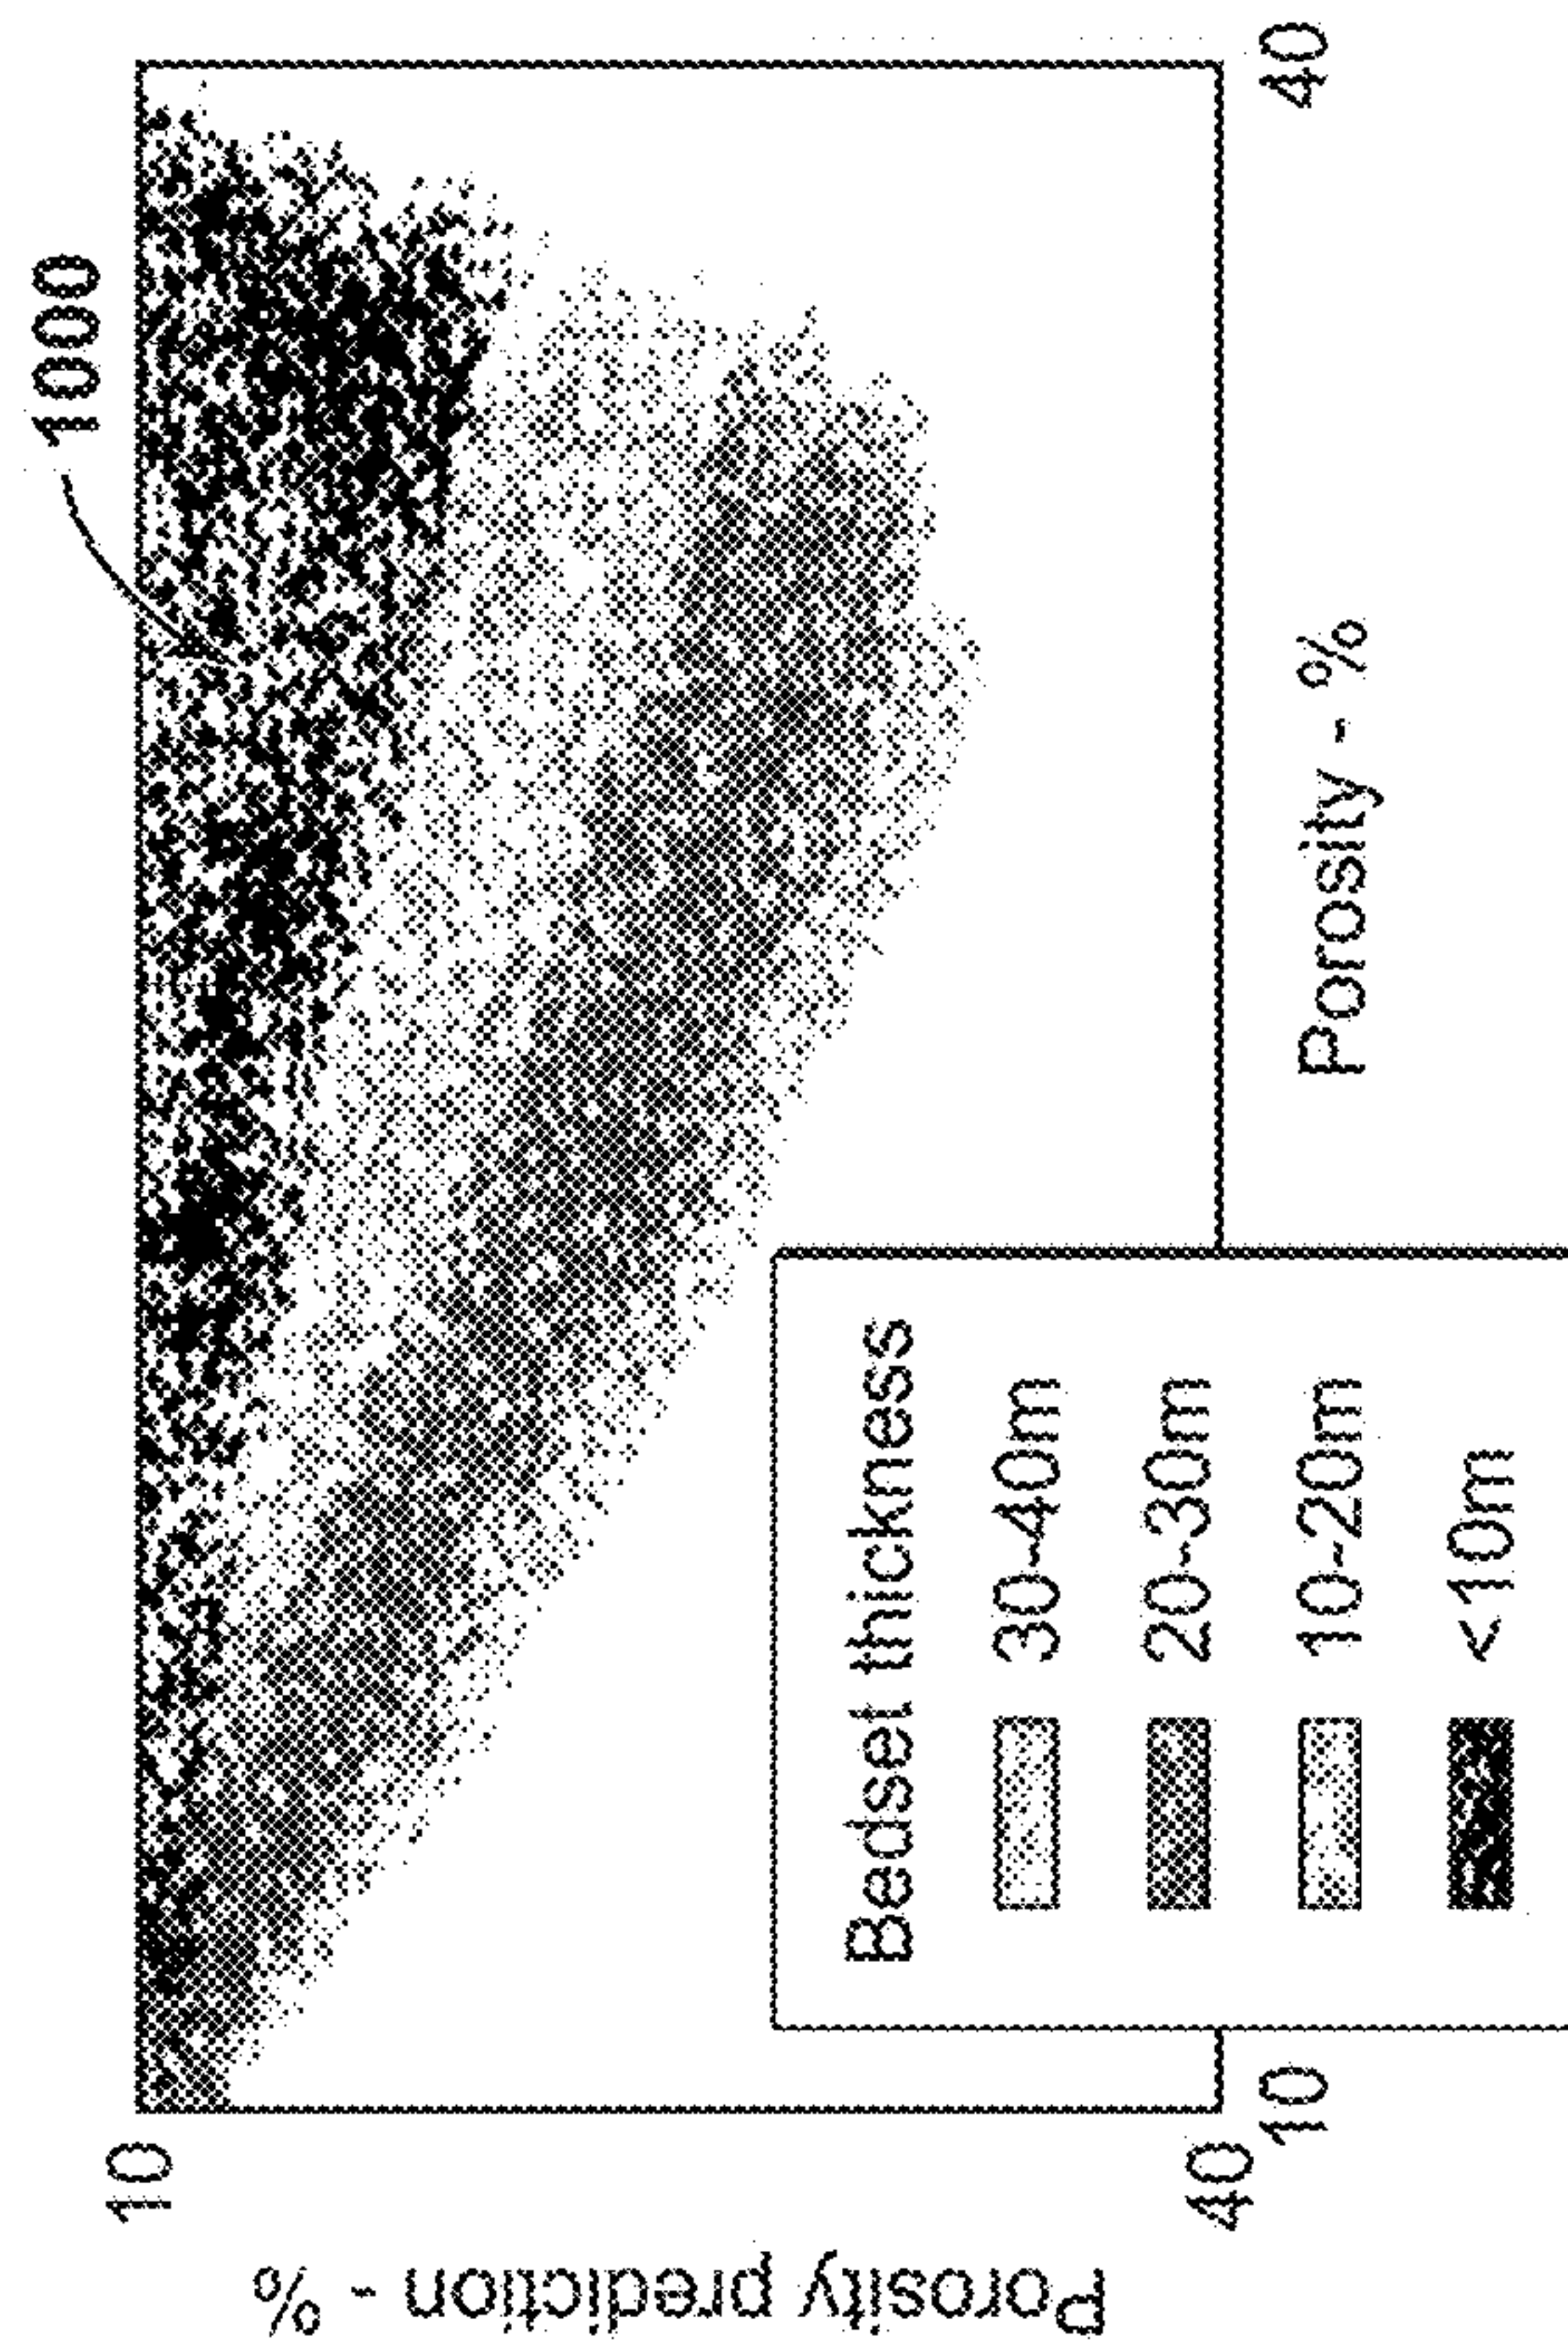 1000
10
40
Porosity prediction - %
10
40
Porosity - %
Bedset thickness
30-40m
20-30m
10-20m
<10m